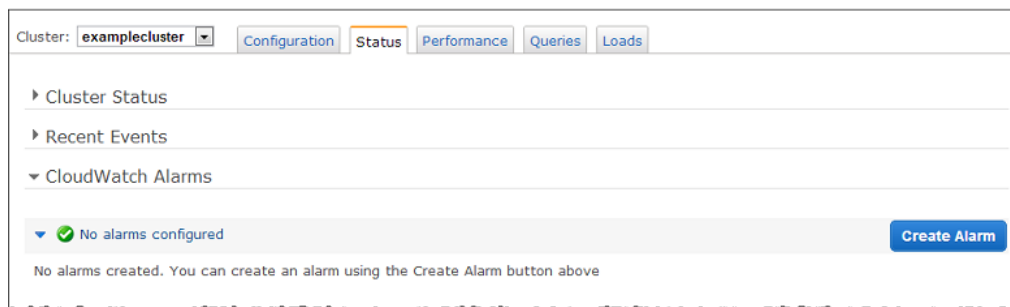 Cluster: examplecluster Configuration Status Performance Queries Loads
Cluster Status
Recent Events
CloudWatch Alarms
No alarms configured Create Alarm
No alarms created. You can create an alarm using the Create Alarm button above